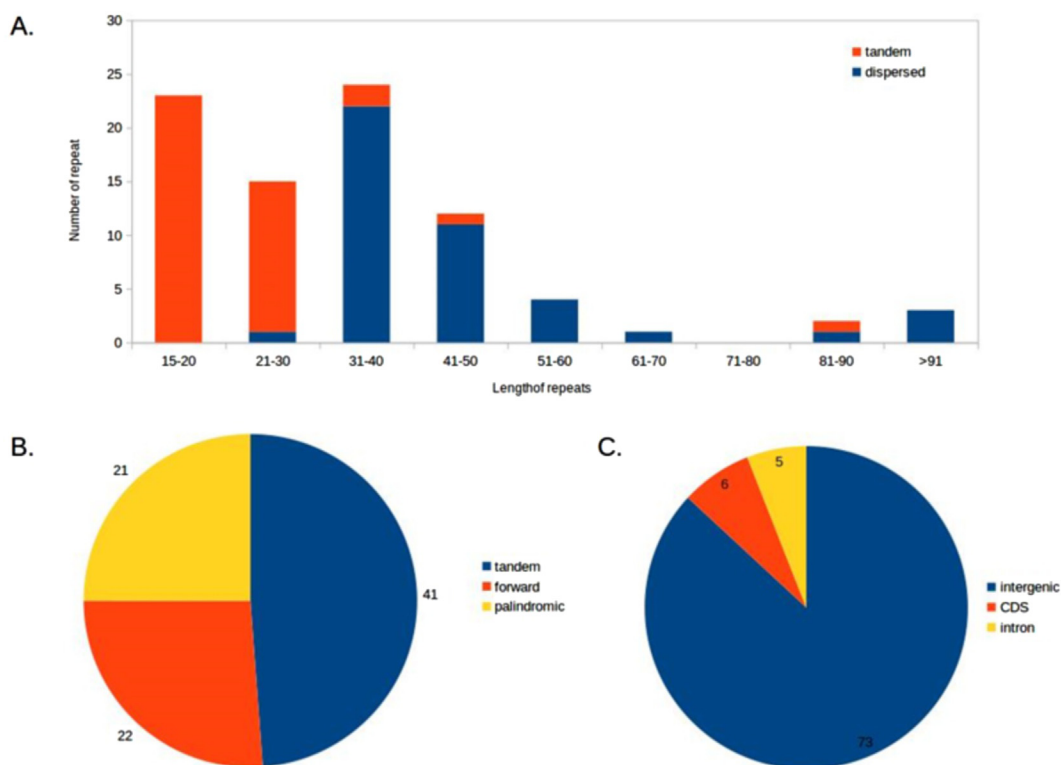 A.
30
25
20
15
10
5
0
Number of repeat
tandem
dispersed
15-20 21-30 31-40 41-50 51-60 61-70 71-80 81-90 >91
Lengthof repeats
B.
21
41
22
tandem
forward
palindromic
C.
5
6
73
intergenic
CDS
intron